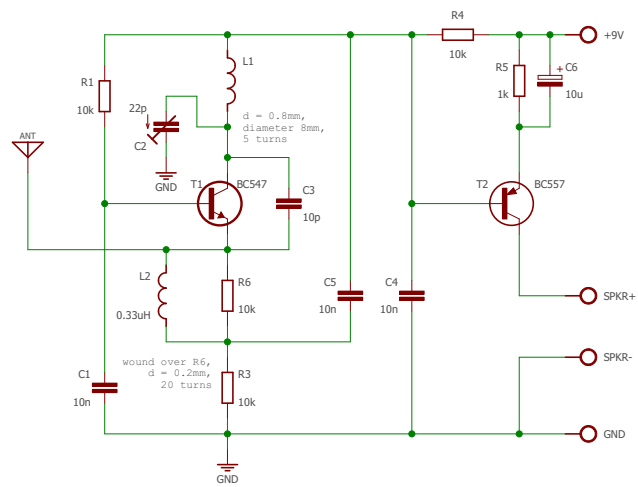 R4
10k
+9V
L1
R5
1k
+
C6
10u
R1
10k
22p
C2
d = 0.8mm,
diameter 8mm,
5 turns
ANT
GND
T1
BC547
C3
10p
T2
BC557
L2
0.33uH
R6
10k
C5
10n
C4
10n
SPKR+
wound over R6,
d = 0.2mm,
20 turns
SPKR-
C1
10n
R3
10k
GND
GND